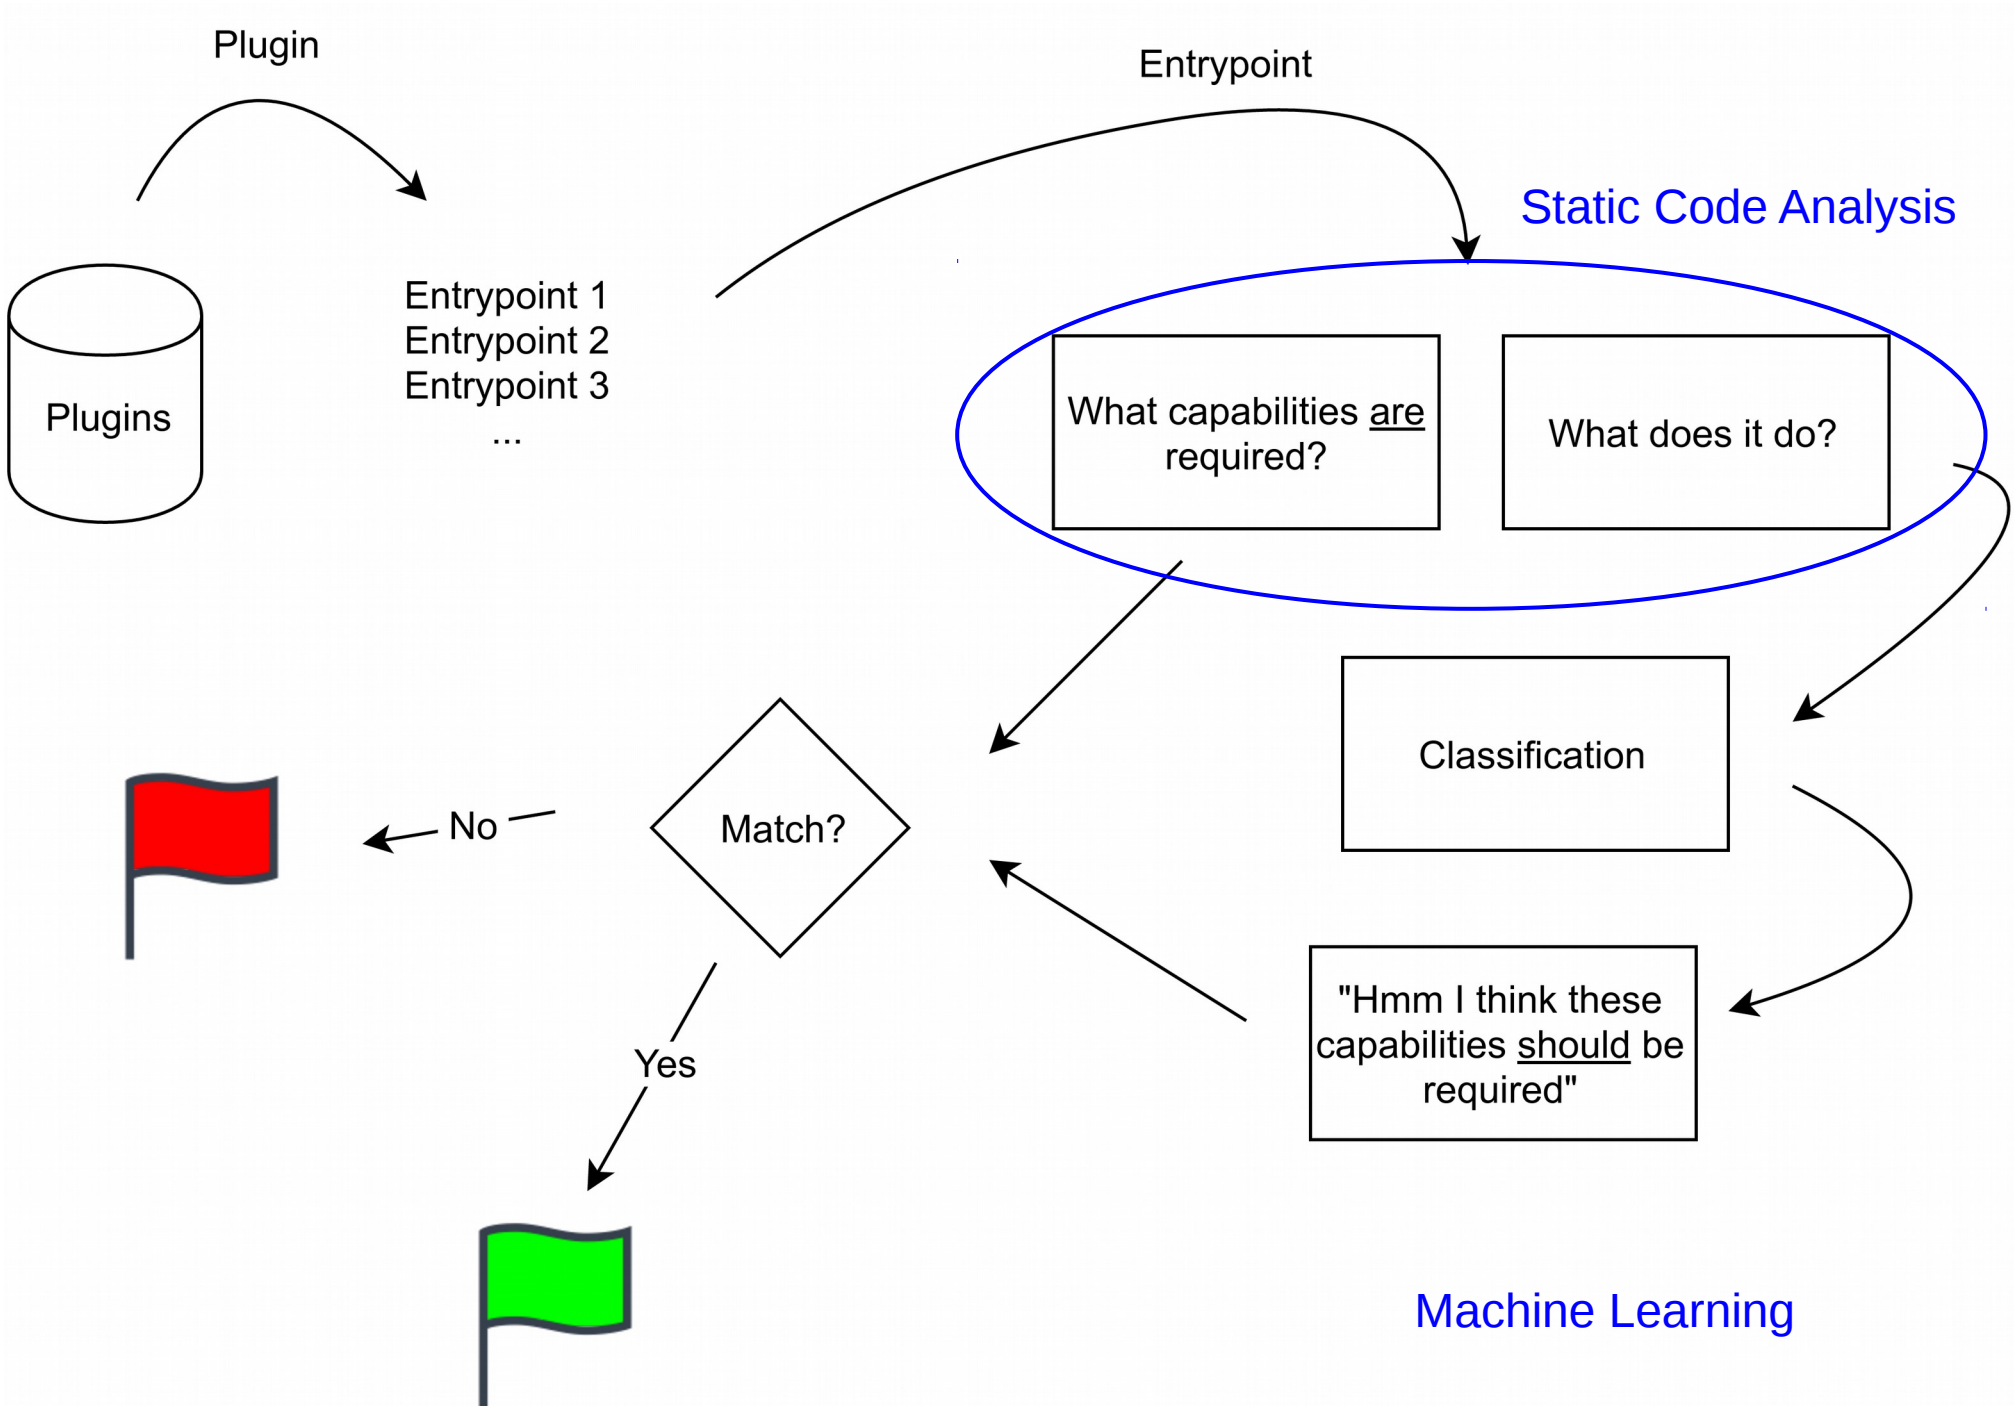 Plugin
Entrypoint
Static Code Analysis
Plugins
Entrypoint 1
Entrypoint 2
Entrypoint 3
...
What capabilities are
required?
What does it do?
Classification
Match?
No
Yes
"Hmm I think these
capabilities should be
required"
Machine Learning